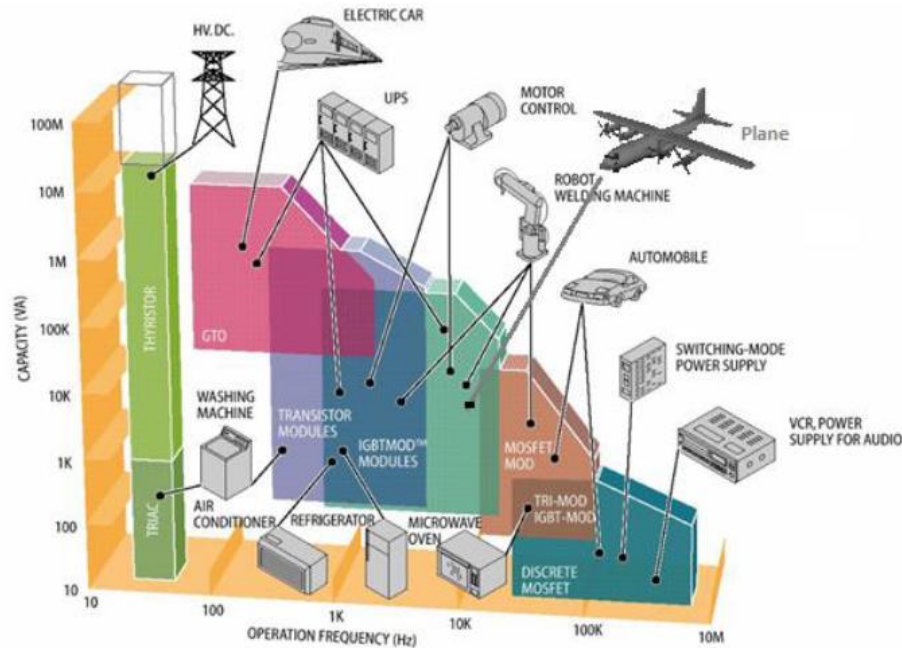 ELECTRIC CAR
HV. DC.
UPS
MOTOR
CONTROL
Plane
ROBOT
WELDING MACHINE
AUTOMOBILE
SWITCHING-MODE
POWER SUPPLY
VCR, POWER
SUPPLY FOR AUDIO
CAPACITY (VA)
100M
10M
1M
100K
10K
1K
100
10
THYRISTOR
TRIAC
GTO
WASHING
MACHINE
TRANSISTOR
MODULES
IGBTMOD™
MODULES
MOSFET
MOD
TRI-MOD
IGBT-MOD
AIR
CONDITIONER
REFRIGERATOR
MICROWAVE
OVEN
DISCRETE
MOSFET
10
100
1K
10K
100K
10M
OPERATION FREQUENCY (Hz)